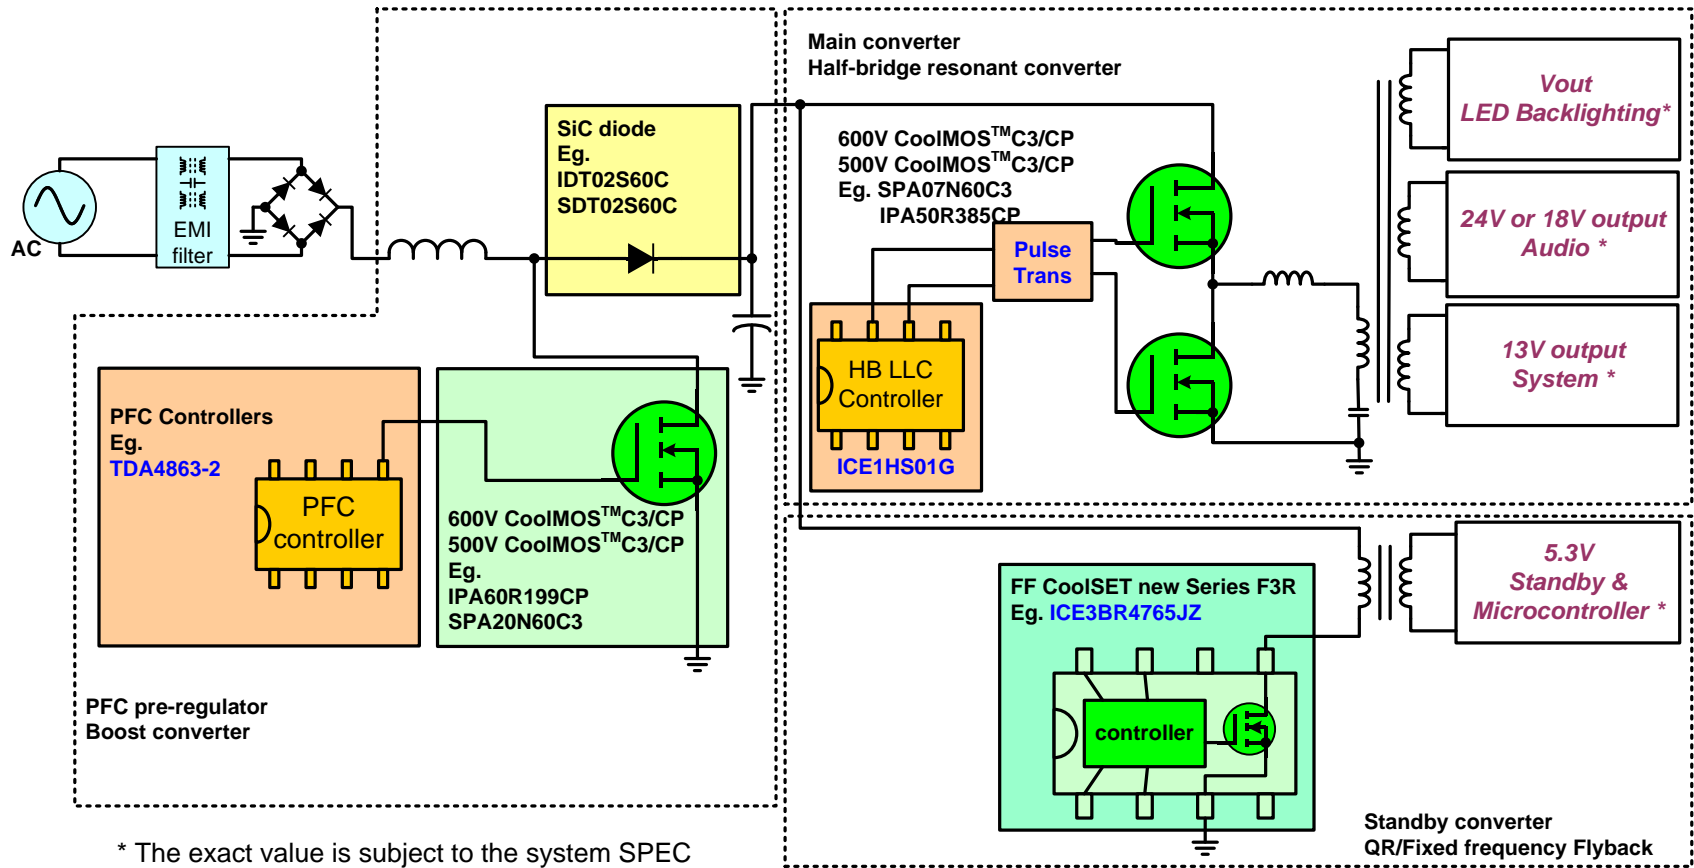 AC
EMI
filter
SiC diode
Eg.
IDT02S60C
SDT02S60C
PFC Controllers
Eg.
TDA4863-2
PFC
controller
600V CoolMOS™C3/CP
500V CoolMOS™C3/CP
Eg.
IPA60R199CP
SPA20N60C3
PFC pre-regulator
Boost converter
* The exact value is subject to the system SPEC
Main converter
Half-bridge resonant converter
600V CoolMOS™C3/CP
500V CoolMOS™C3/CP
Eg. SPA07N60C3
IPA50R385CP
Pulse
Trans
HB LLC
Controller
ICE1HS01G
Vout
LED Backlighting*
24V or 18V output
Audio *
13V output
System *
5.3V
Standby &
Microcontroller *
FF CoolSET new Series F3R
Eg. ICE3BR4765JZ
controller
Standby converter
QR/Fixed frequency Flyback